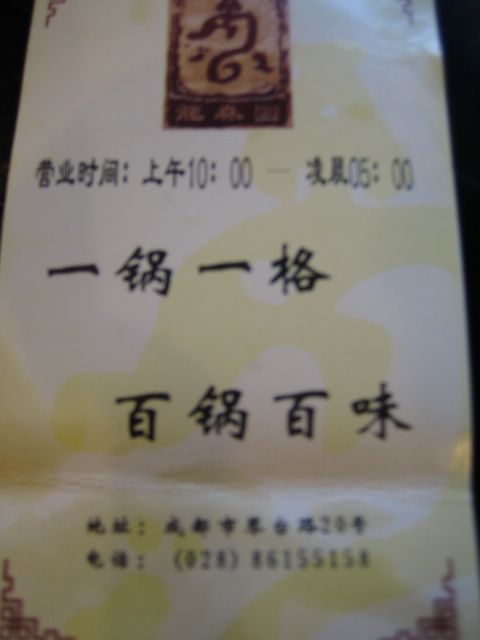 龍森園
营业时间：上午10：00 — 凌晨05：00
一锅一格
百锅百味
地址：成都市琴台路20号
电话：(028) 86155158